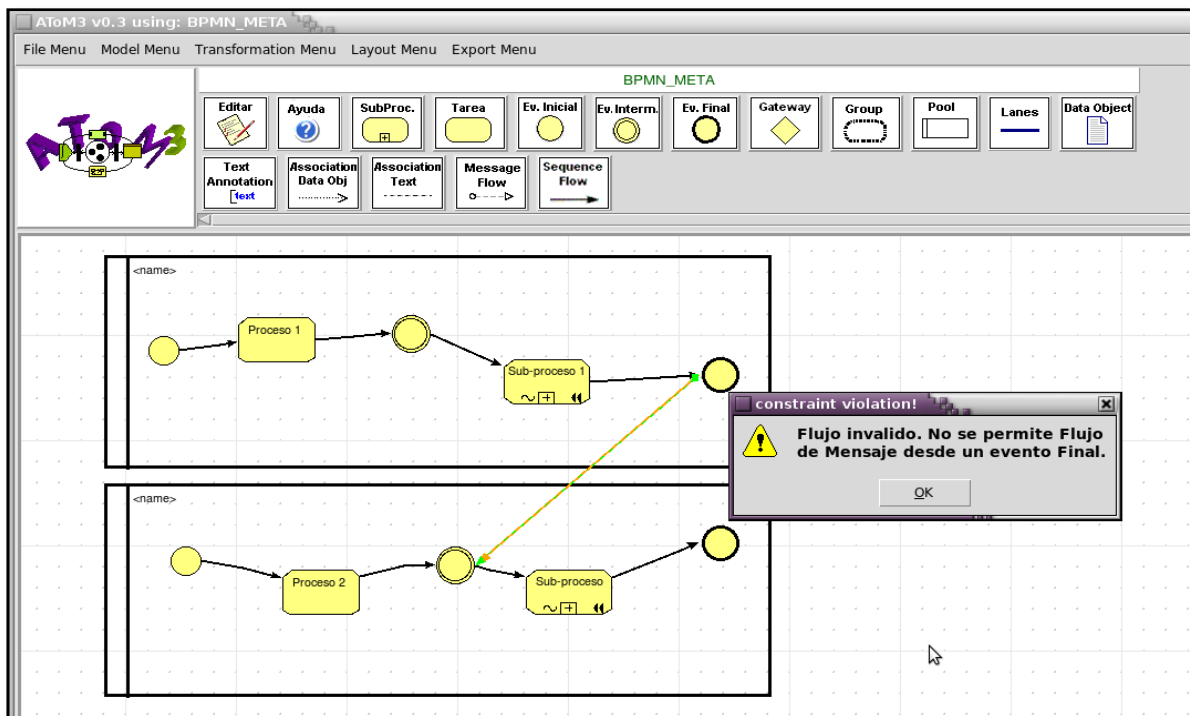 AToM3 v0.3 using: BPMN_META
File Menu Model Menu Transformation Menu Layout Menu Export Menu
AToM3
BPMN_META
Editar
Ayuda
SubProc.
Tarea
Ev. Inicial
Ev. Interm.
Ev. Final
Gateway
Group
Pool
Lanes
Data Object
Text
Annotation
[text
Association
Data Obj
Association
Text
Message
Flow
Sequence
Flow
<name>
Proceso 1
Sub-proceso 1
constraint violation!
Flujo invalido. No se permite Flujo
de Mensaje desde un evento Final.
OK
<name>
Proceso 2
Sub-proceso